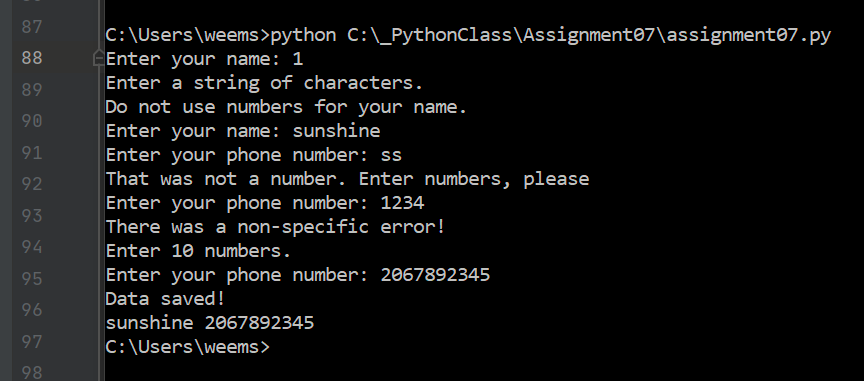 87
C:\Users\weems>python C:\_PythonClass\Assignment07\assignment07.py
88
Enter your name: 1
89
Enter a string of characters.
90
Do not use numbers for your name.
Enter your name: sunshine
91
Enter your phone number: ss
92
That was not a number. Enter numbers, please
93
Enter your phone number: 1234
There was a non-specific error!
94
Enter 10 numbers.
95
Enter your phone number: 2067892345
96
Data saved!
sunshine 2067892345
97
C:\Users\weems>
98